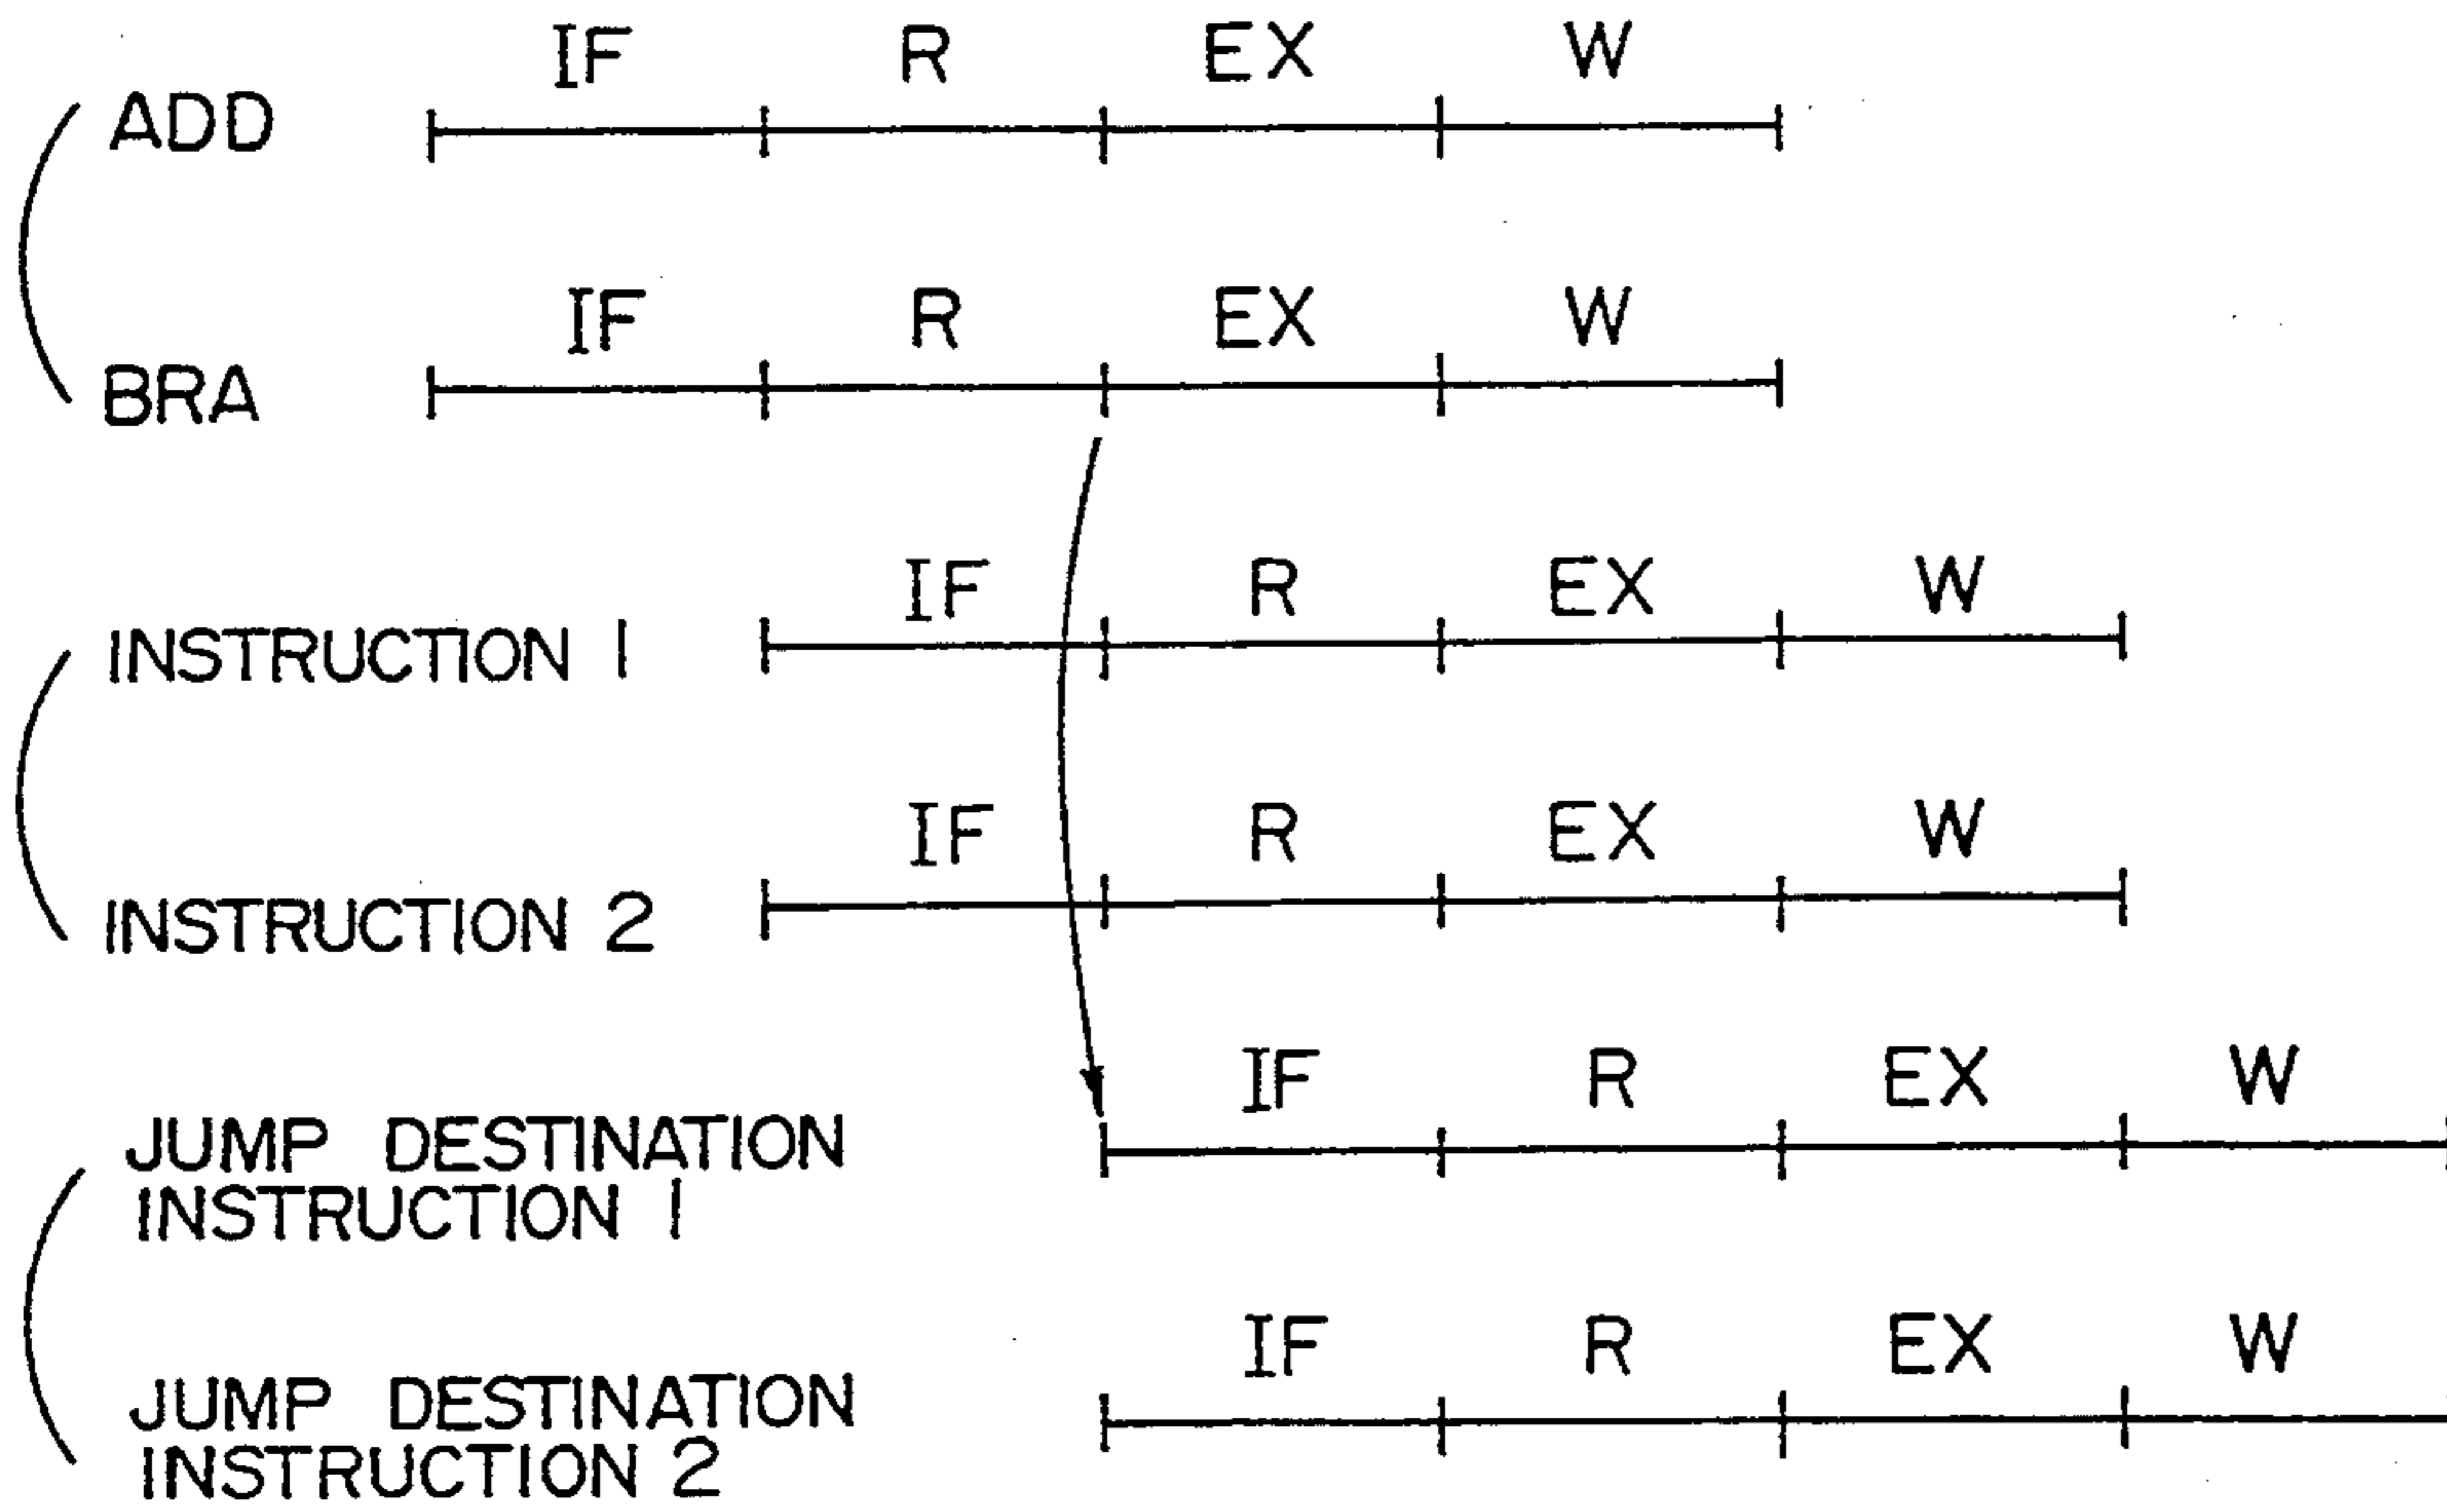 IF R EX W
ADD
IF R EX W
BRA
IF R EX W
INSTRUCTION 1
IF R EX W
INSTRUCTION 2
IF R EX W
JUMP DESTINATION
INSTRUCTION 1
IF R EX W
JUMP DESTINATION
INSTRUCTION 2